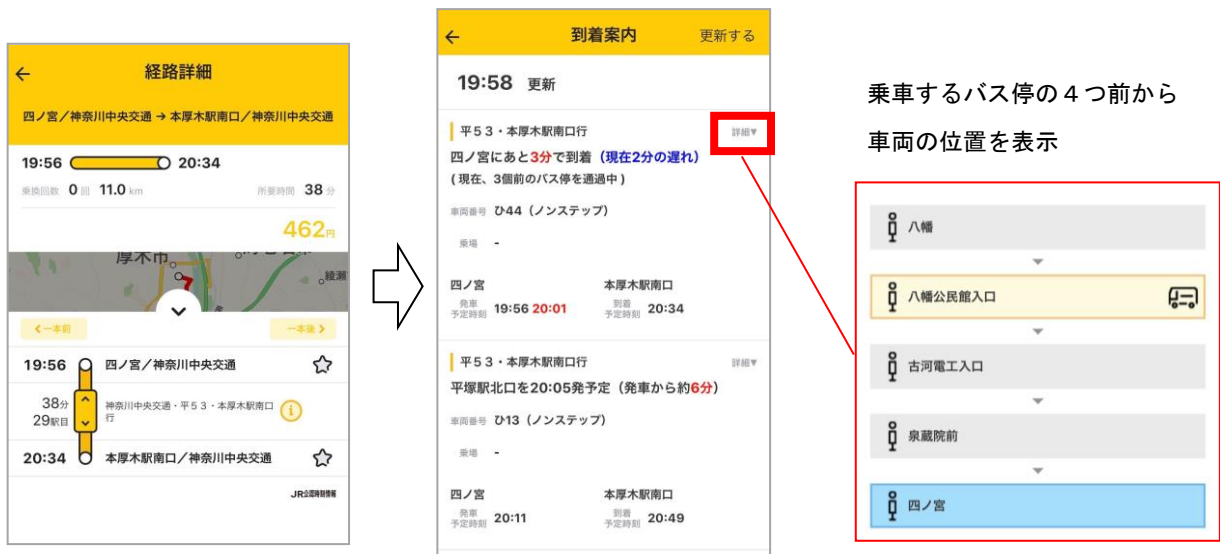 経路詳細
四ノ宮／神奈川中央交通 → 本厚木駅南口／神奈川中央交通
19:56 20:34
乗換回数 0回 11.0 km 所要時間 38分
462円
厚木市
綾瀬
く一本前 一本後 >
19:56 四ノ宮／神奈川中央交通
38分
29駅目
神奈川中央交通・平５３・本厚木駅南口
行
20:34 本厚木駅南口／神奈川中央交通
JR公認時刻情報
到着案内 更新する
19:58 更新
平５３・本厚木駅南口行 詳細▼
四ノ宮にあと3分で到着（現在2分の遅れ）
( 現在、3個前のバス停を通過中 )
車両番号 ひ44（ノンステップ）
乗場 -
四ノ宮 本厚木駅南口
発車
予定時刻 19:56 20:01 到着
予定時刻 20:34
平５３・本厚木駅南口行 詳細▼
平塚駅北口を20:05発予定（発車から約6分）
車両番号 ひ13（ノンステップ）
乗場 -
四ノ宮 本厚木駅南口
発車
予定時刻 20:11 到着
予定時刻 20:49
乗車するバス停の４つ前から
車両の位置を表示
八幡
八幡公民館入口
古河電工入口
泉蔵院前
四ノ宮